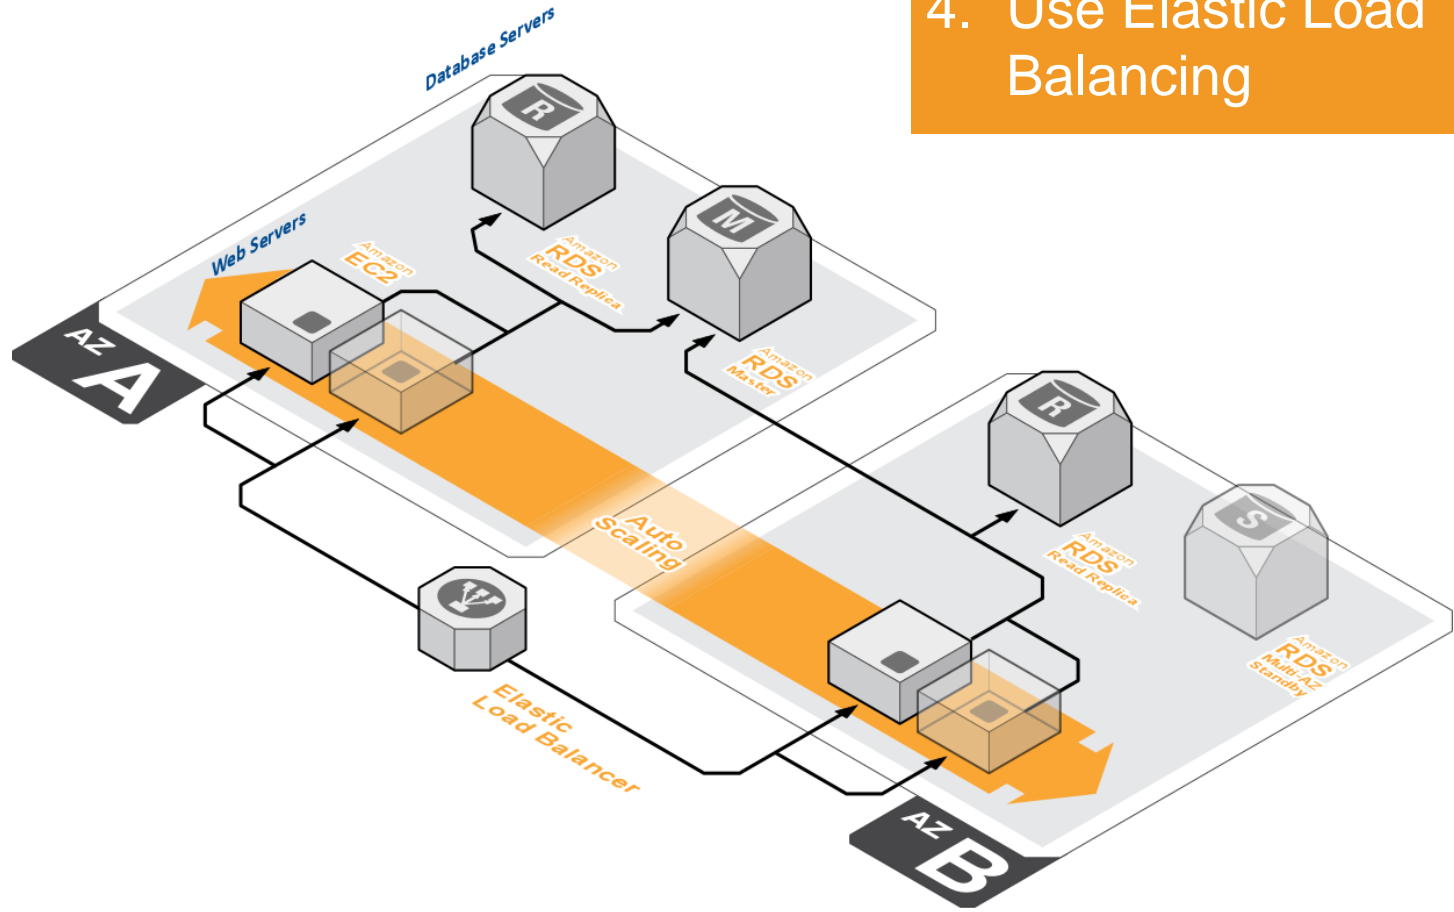 4. Use Elastic Load
Balancing
Database Servers
R
M
Web Servers
Amazon
EC2
Amazon
RDS
Read Replica
Amazon
RDS
Master
AZ
A
R
S
Auto
Scaling
Amazon
RDS
Read Replica
Amazon
RDS
Multi-AZ
Standby
Elastic
Load Balancer
AZ
B